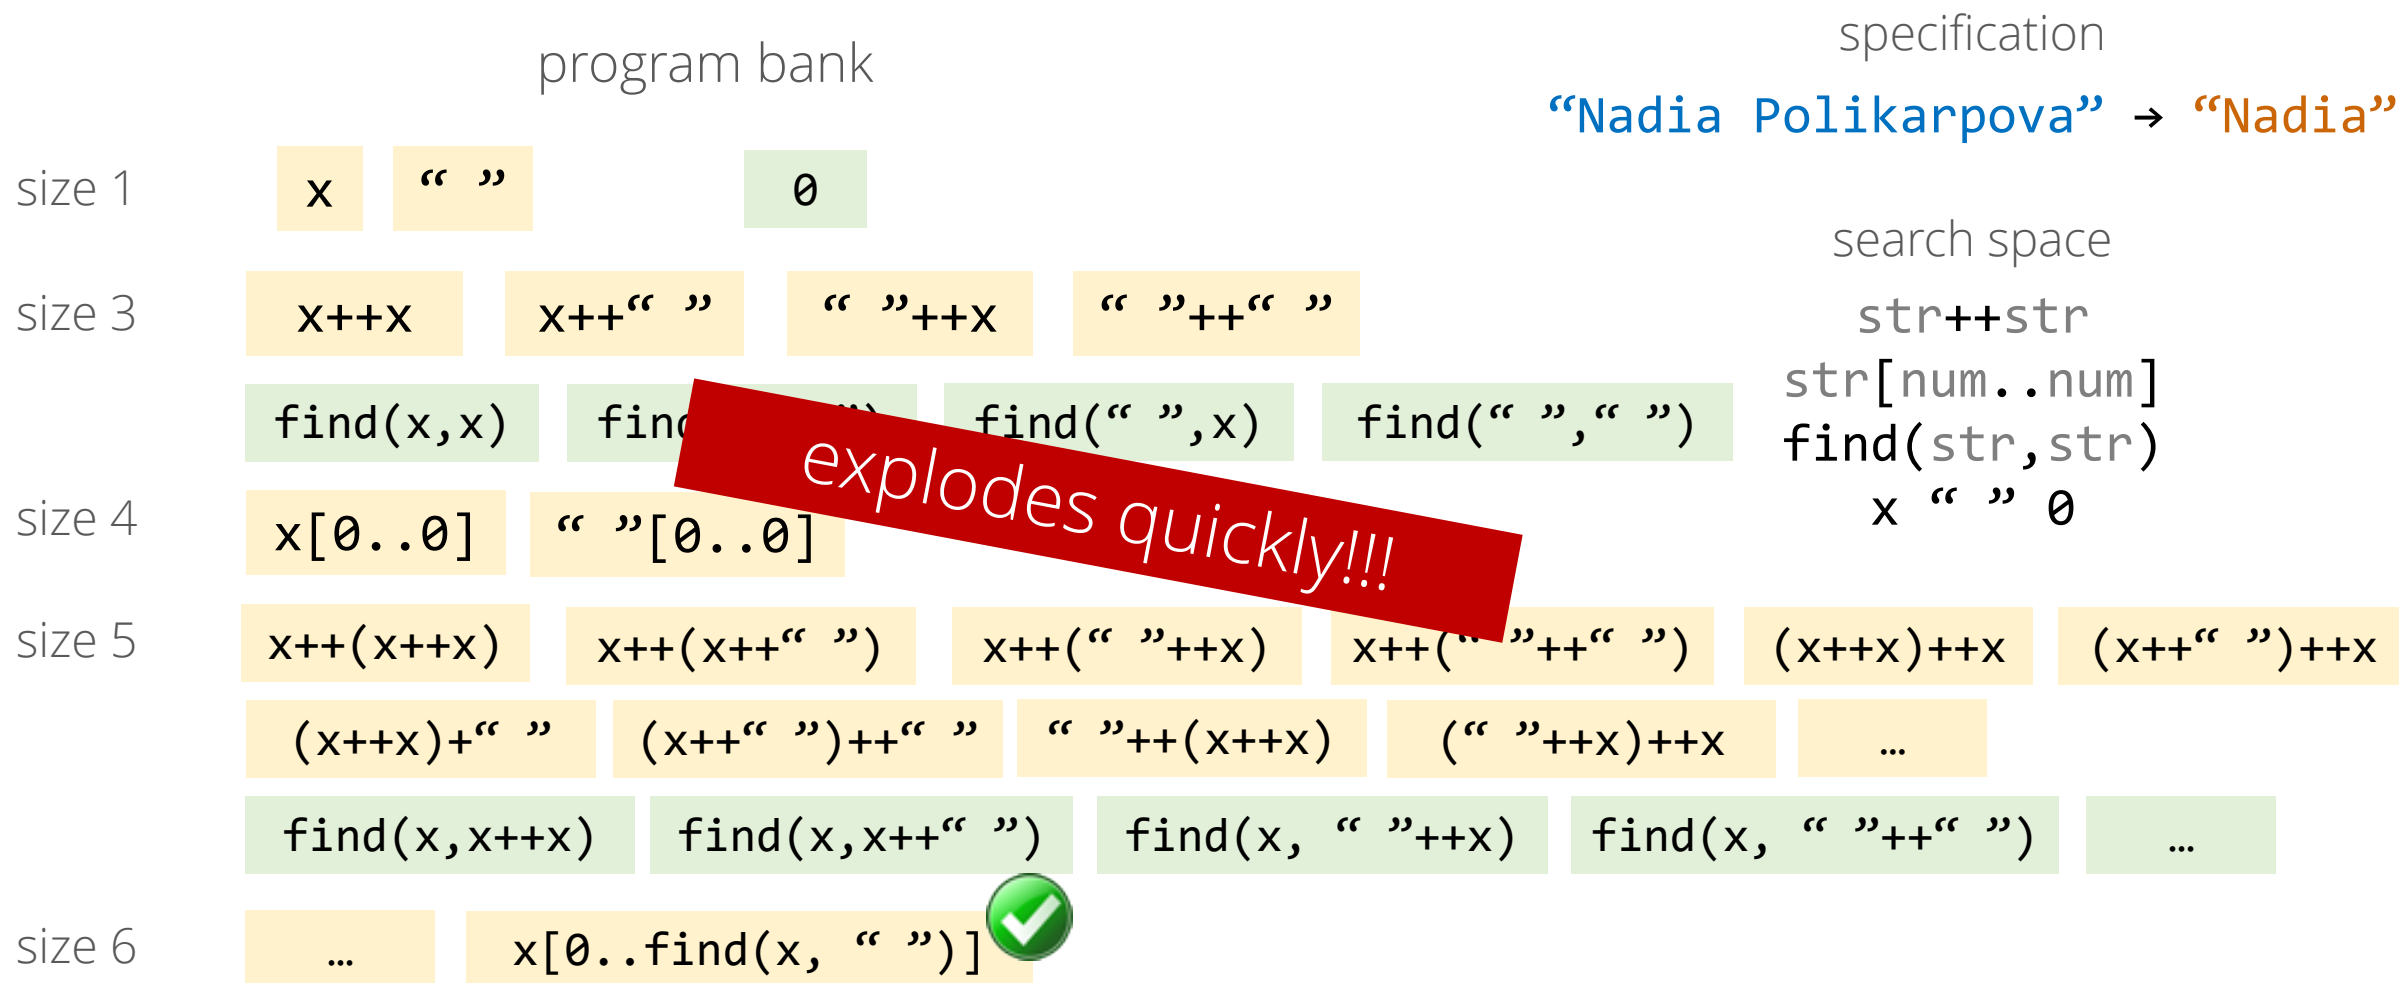 program bank
specification
“Nadia Polikarpova” → “Nadia”
size 1 x “ ” 0
search space
size 3 x++x x++“ ” “ ”++x “ ”++“ ”
str++str
find(x,x) find(“ ”,x) find(“ ”,“ ”)
str[num..num]
find(str,str)
x “ ” 0
explodes quickly!!!
size 4 x[0..0] “ ”[0..0]
size 5 x++(x++x) x++(x++“ ”) x++(“ ”++x) x++(“ ”++“ ”) (x++x)++x (x++“ ”)++x
(x++x)+“ ” (x++“ ”)++“ ” “ ”++(x++x) (“ ”++x)++x …
find(x,x++x) find(x,x++“ ”) find(x, “ ”++x) find(x, “ ”++“ ”) …
size 6 … x[0..find(x, “ ”)]